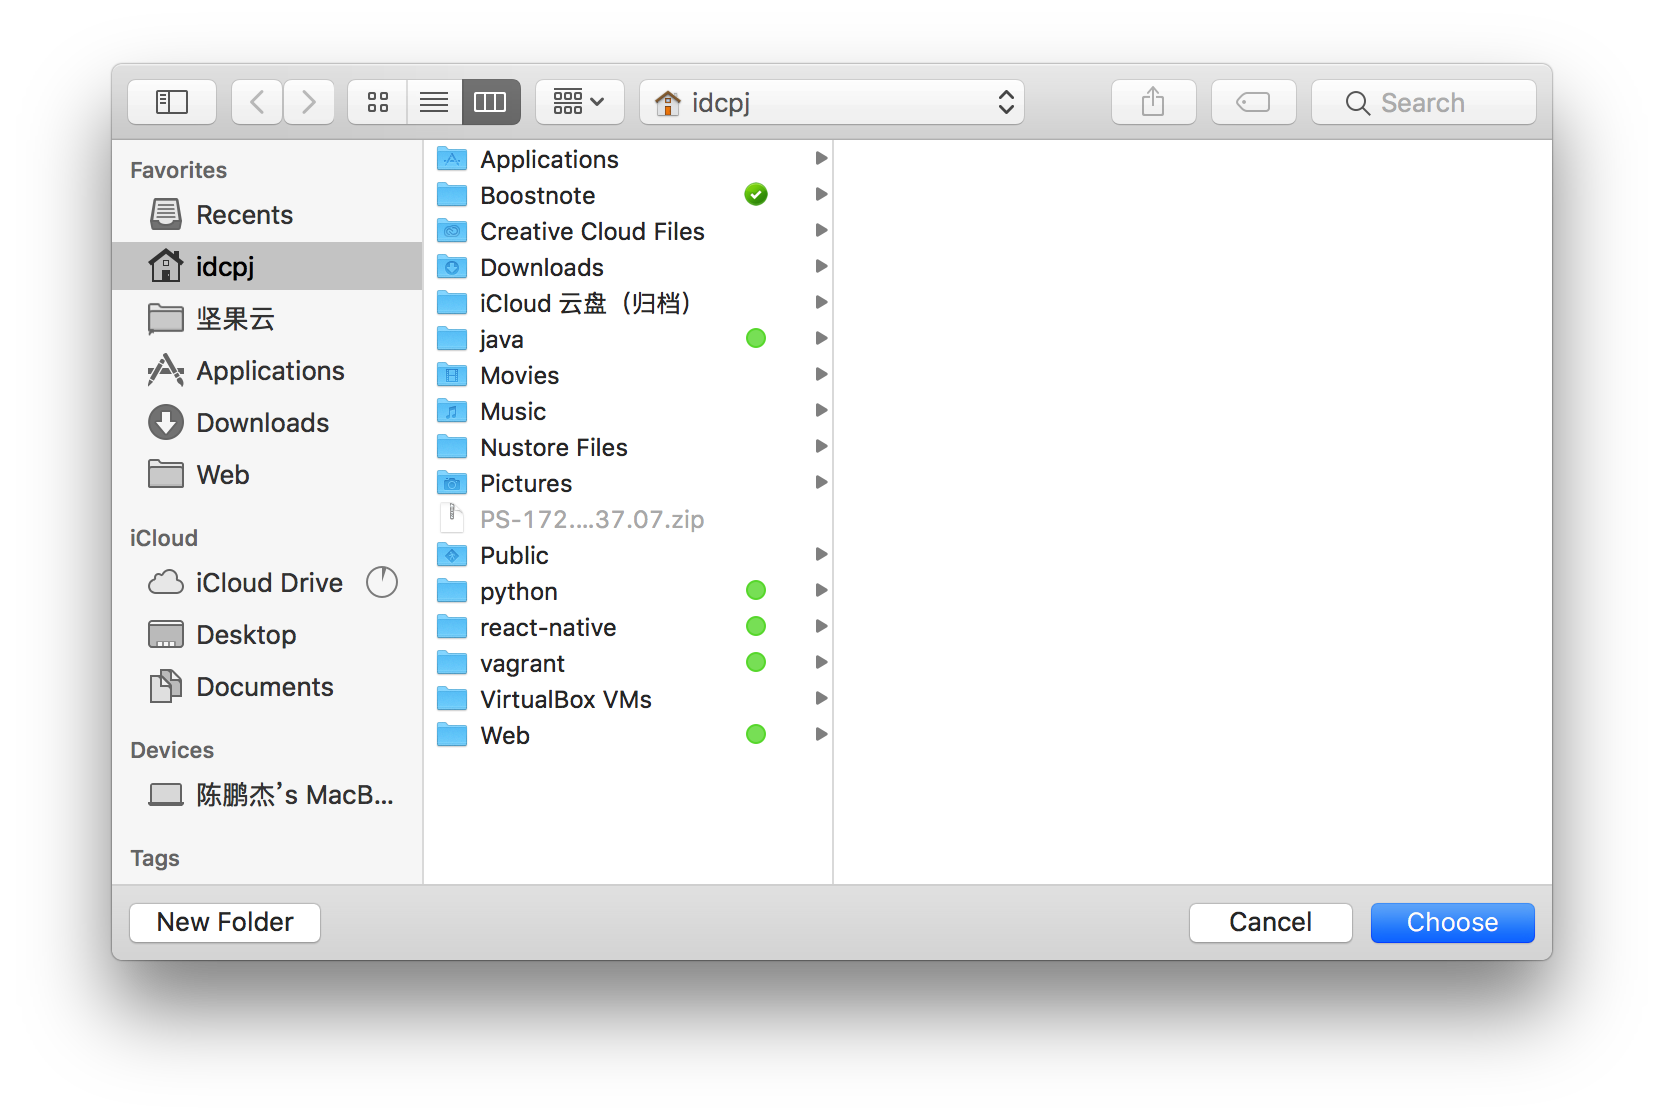 idcpj
Search
Favorites
Recents
idcpj
坚果云
Applications
Downloads
Web
iCloud
iCloud Drive
Desktop
Documents
Devices
陈鹏杰’s MacB...
Tags
Applications
Boostnote
Creative Cloud Files
Downloads
iCloud 云盘（归档）
java
Movies
Music
Nustore Files
Pictures
PS-172....37.07.zip
Public
python
react-native
vagrant
VirtualBox VMs
Web
New Folder
Cancel
Choose